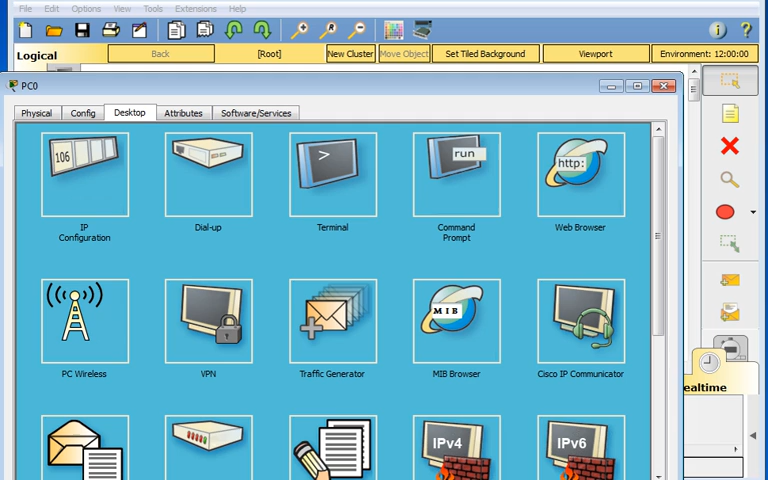 File Edit Options View Tools Extensions Help
Logical Back [Root] New Cluster Move Object Set Tiled Background Viewport Environment: 12:00:00
PC0
Physical Config Desktop Attributes Software/Services
106
>
run
http:
IP Configuration
Dial-up
Terminal
Command Prompt
Web Browser
MIB
PC Wireless
VPN
Traffic Generator
MIB Browser
Cisco IP Communicator
ealtime
IPv4
IPv6